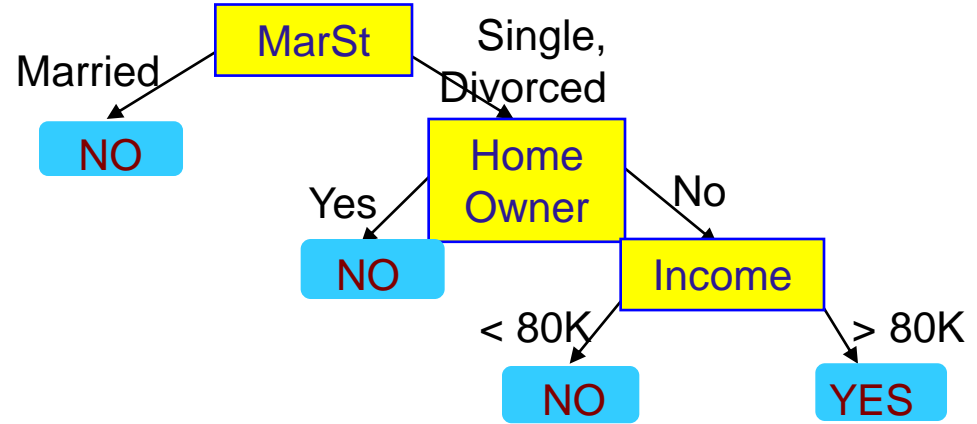 MarSt
Single,
Married
Divorced
NO
Home
Owner
Yes
No
NO
Income
< 80K
> 80K
NO
YES